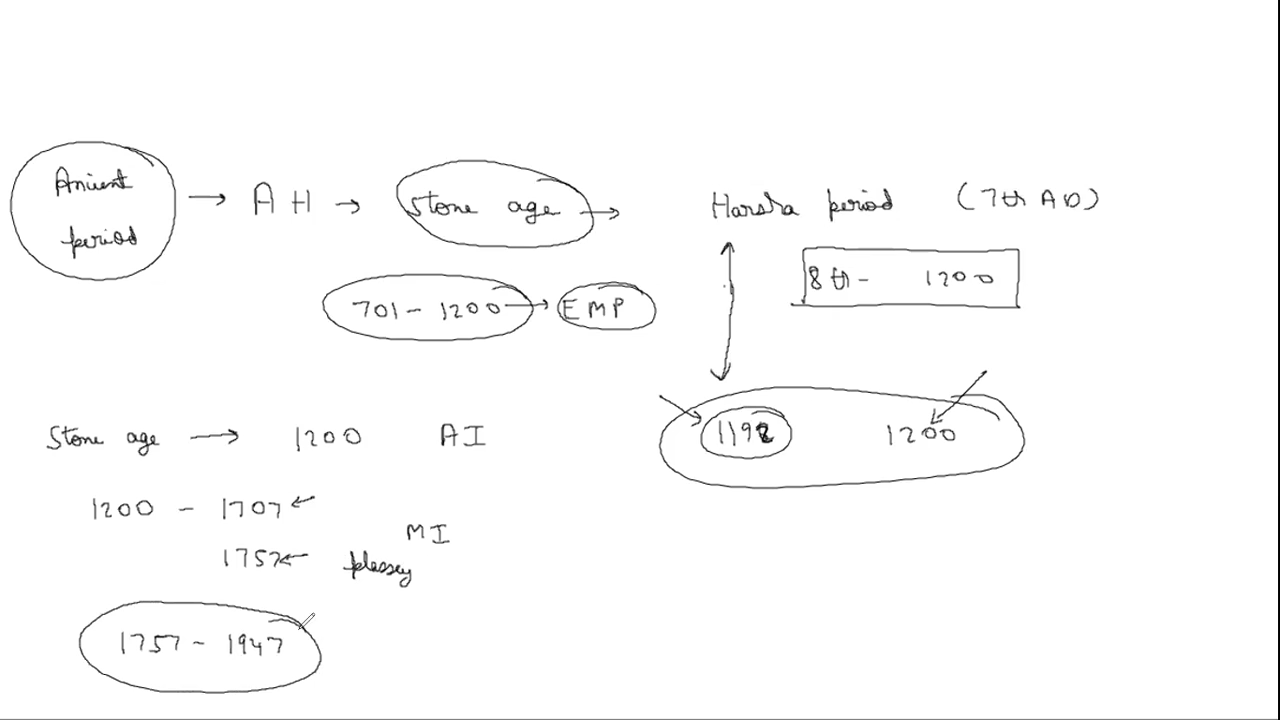 Ancient period → AH → Stone age → Harsha period (7th AD)
8th - 1200
701 - 1200 → EMP
1200
Stone age → 1200 AI
1200 - 1707 ←
MI
1757 ← plassey
1757 - 1947